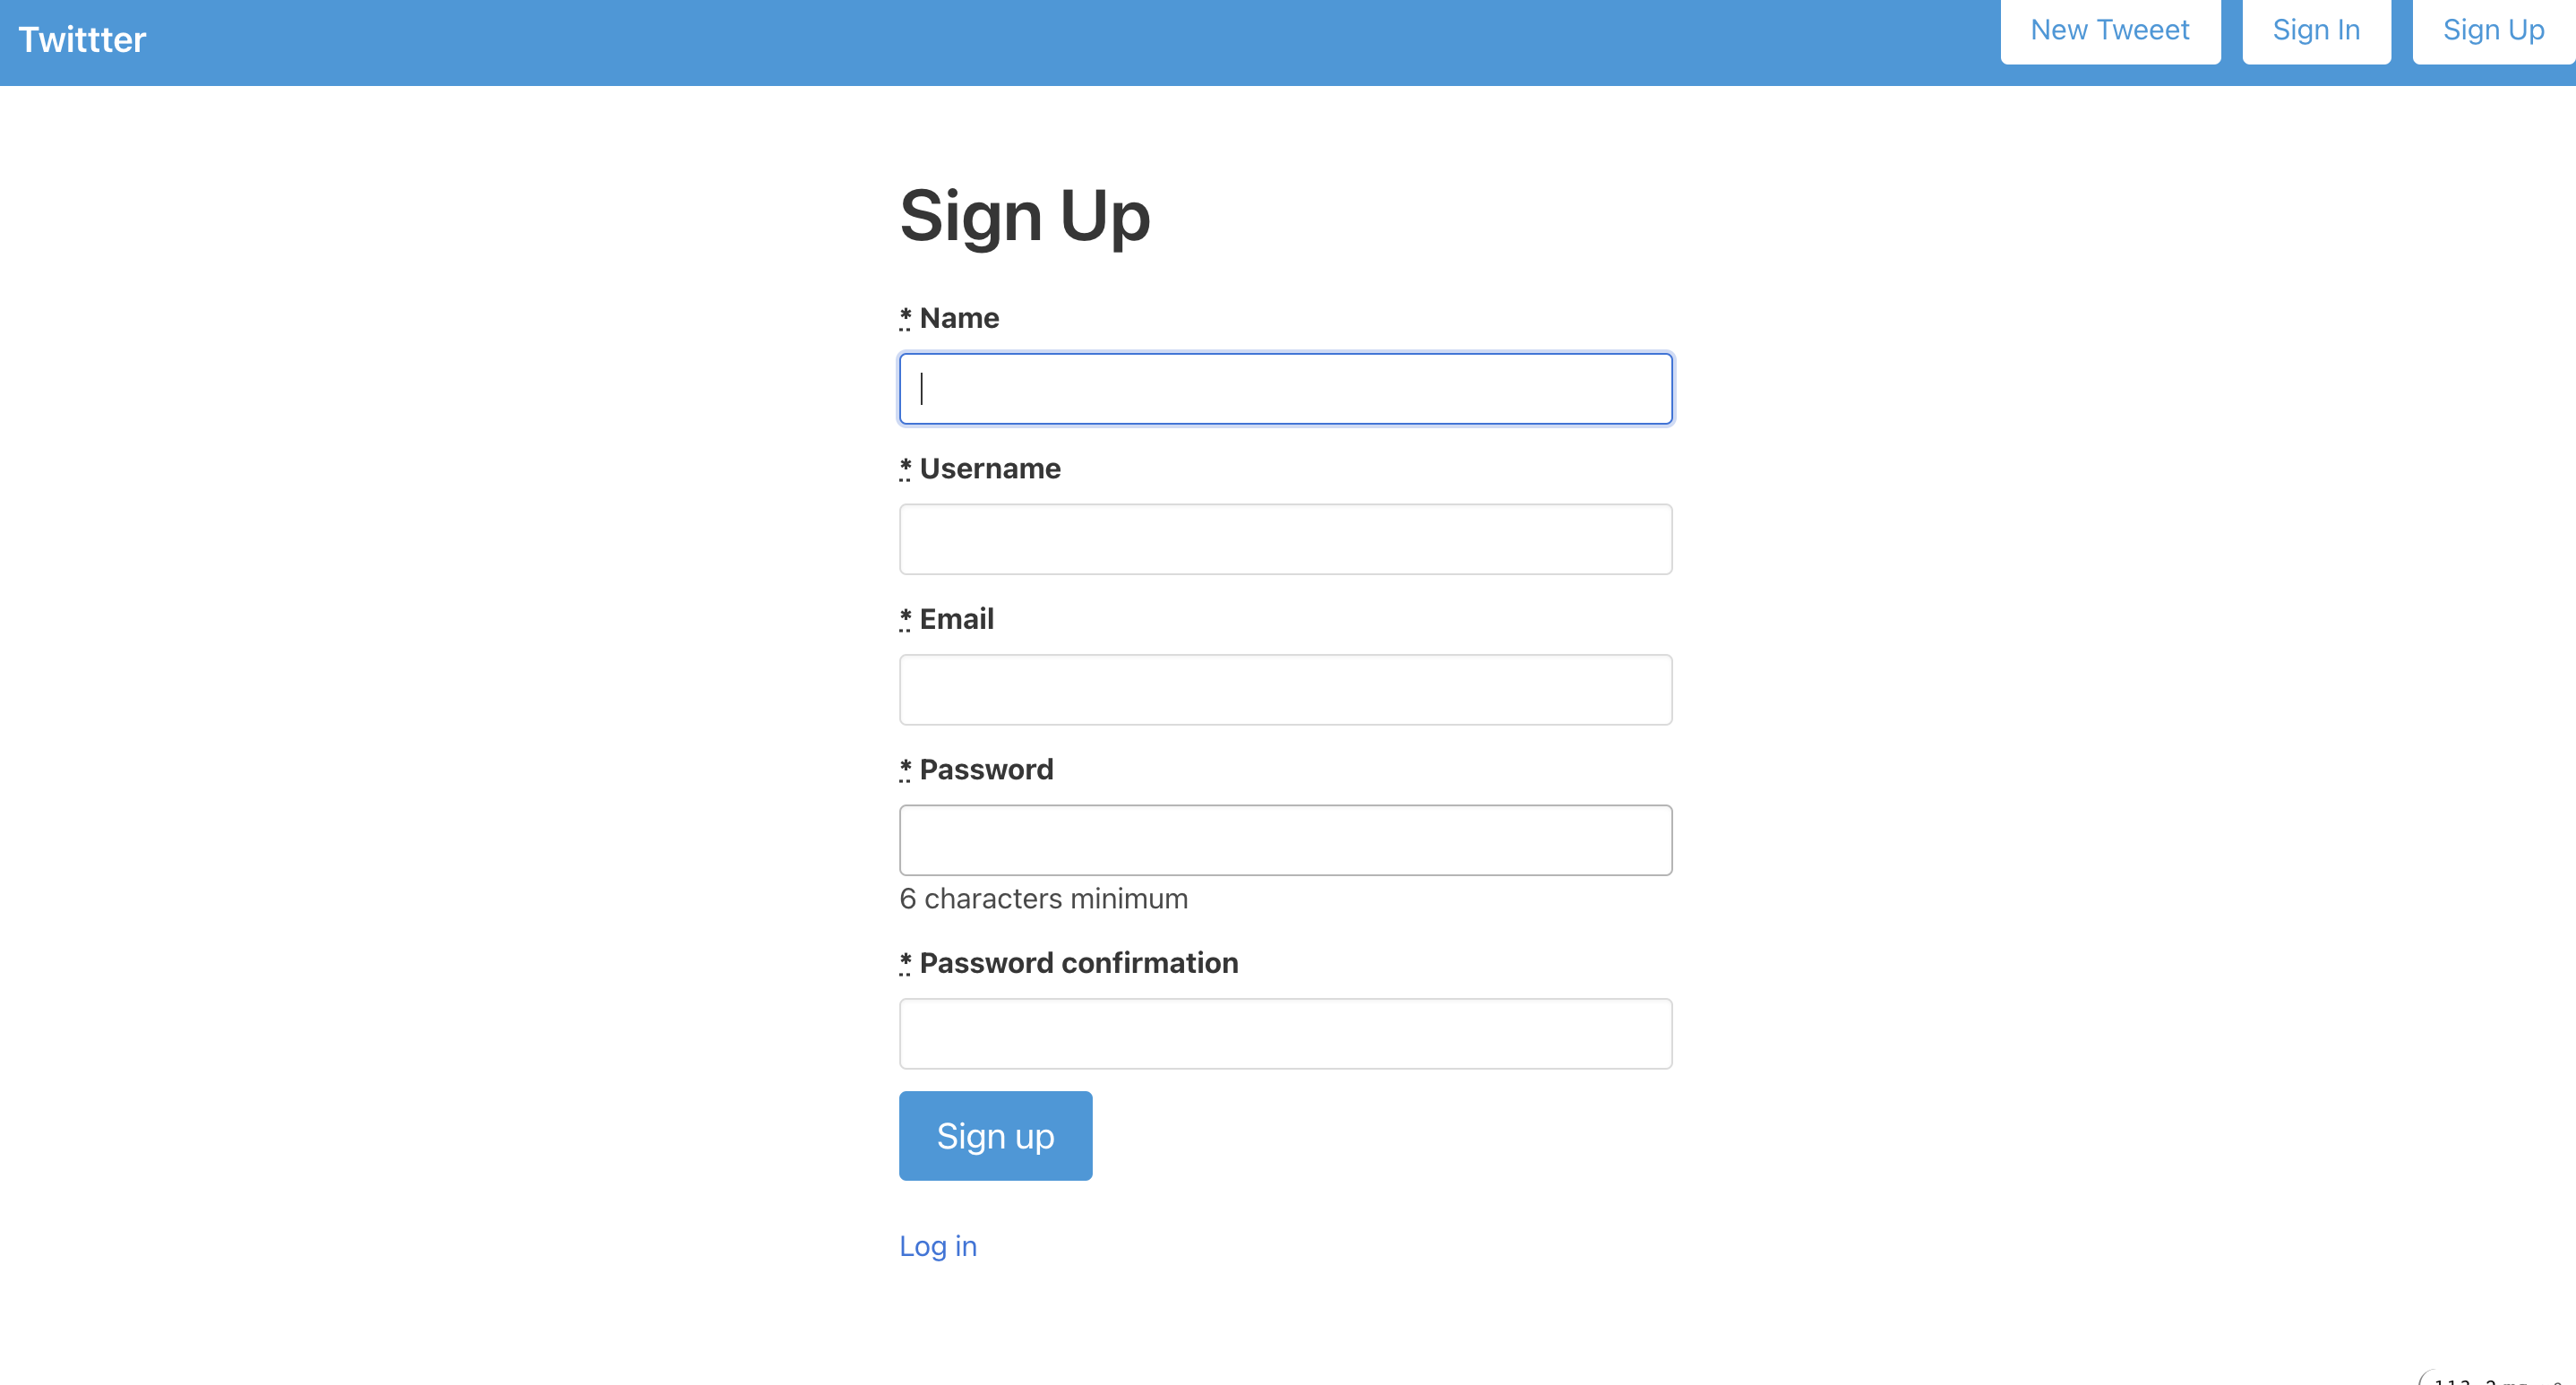 Twittter
New Tweeet
Sign In
Sign Up
Sign Up
* Name
* Username
* Email
* Password
6 characters minimum
* Password confirmation
Sign up
Log in